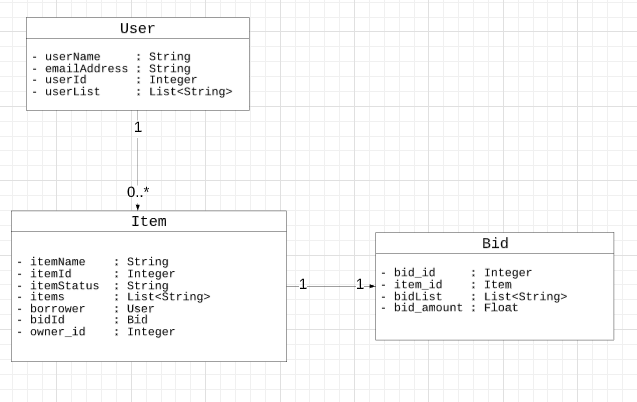 User
- userName : String
- emailAddress : String
- userId : Integer
- userList : List<String>
1
0..*
Item
- itemName : String
- itemId : Integer
- itemStatus : String
- items : List<String>
- borrower : User
- bidId : Bid
- owner_id : Integer
1
1
Bid
- bid_id : Integer
- item_id : Item
- bidList : List<String>
- bid_amount : Float